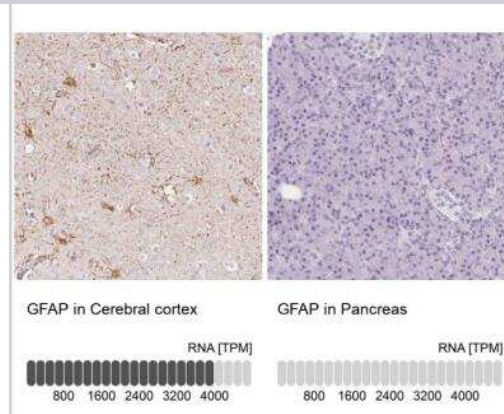 GFAP in Cerebral cortex
GFAP in Pancreas
RNA [TPM]
RNA [TPM]
800 1600 2400 3200 4000
800 1600 2400 3200 4000